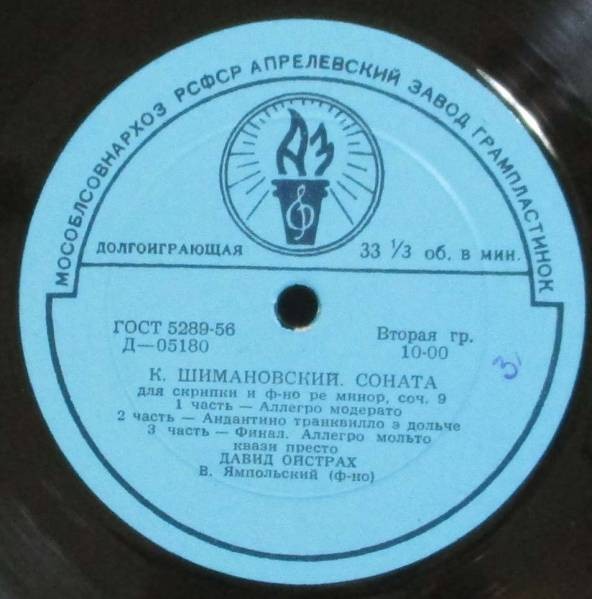 МОСОБЛСОВНАРХОЗ РСФСР АПРЕЛЕВСКИЙ ЗАВОД ГРАМПЛАСТИНОК
АЗ
ДОЛГОИГРАЮЩАЯ 33 1/3 об. в мин.
ГОСТ 5289-56 Вторая гр.
Д—05180 10-00
3
К. ШИМАНОВСКИЙ. СОНАТА
для скрипки и ф-но ре минор, соч. 9
1 часть — Аллегро модерато
2 часть — Андантино транквилло э дольче
3 часть — Финал. Аллегро мольто
квази престо
ДАВИД ОЙСТРАХ
В. Ямпольский (ф-но)